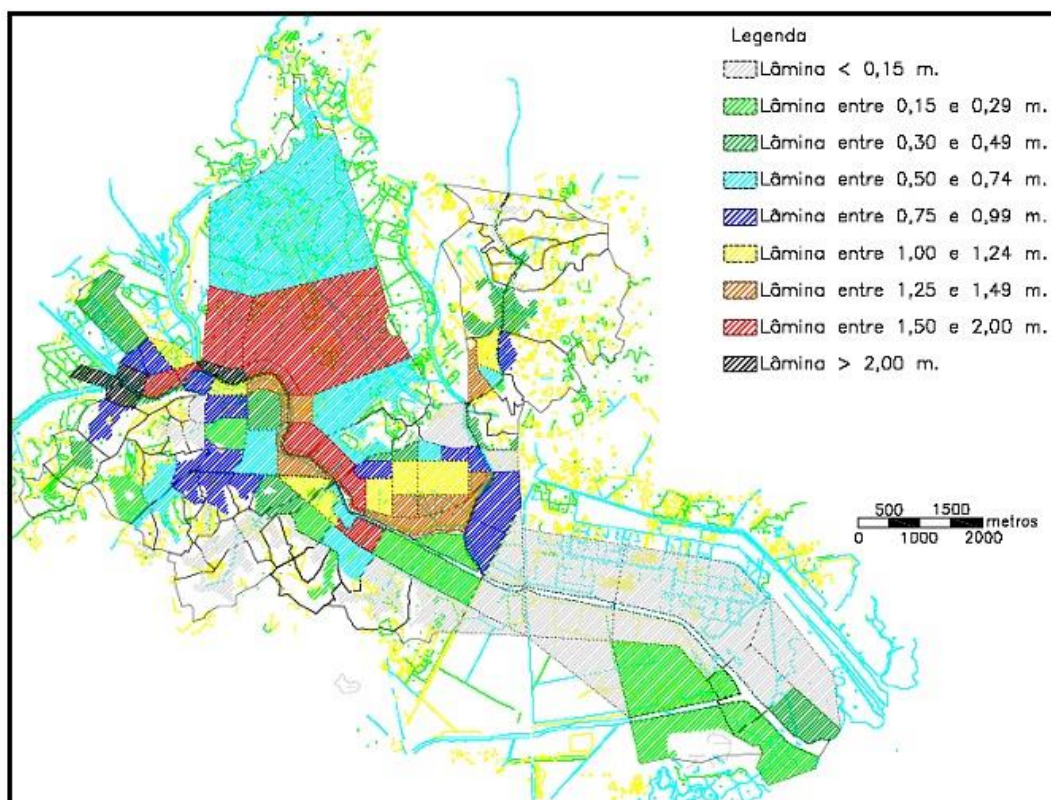 Legenda
Lâmina < 0,15 m.
Lâmina entre 0,15 e 0,29 m.
Lâmina entre 0,30 e 0,49 m.
Lâmina entre 0,50 e 0,74 m.
Lâmina entre 0,75 e 0,99 m.
Lâmina entre 1,00 e 1,24 m.
Lâmina entre 1,25 e 1,49 m.
Lâmina entre 1,50 e 2,00 m.
Lâmina > 2,00 m.
500 1500
metros
0 1000 2000